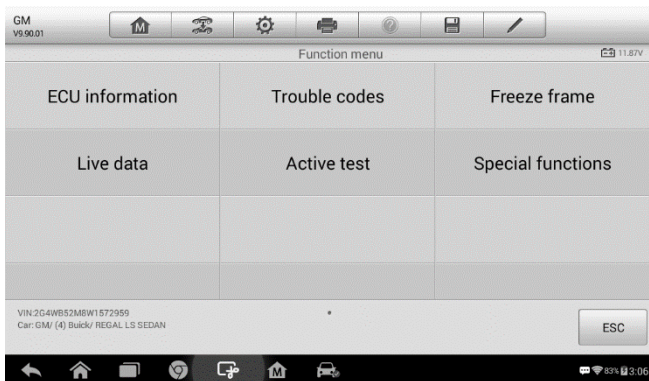 GM
V9.90.01
Function menu
11.87V
ECU information
Trouble codes
Freeze frame
Live data
Active test
Special functions
VIN:2G4WB52M8W1572959
Car: GM/ (4) Buick/ REGAL LS SEDAN
ESC
83% 3:06